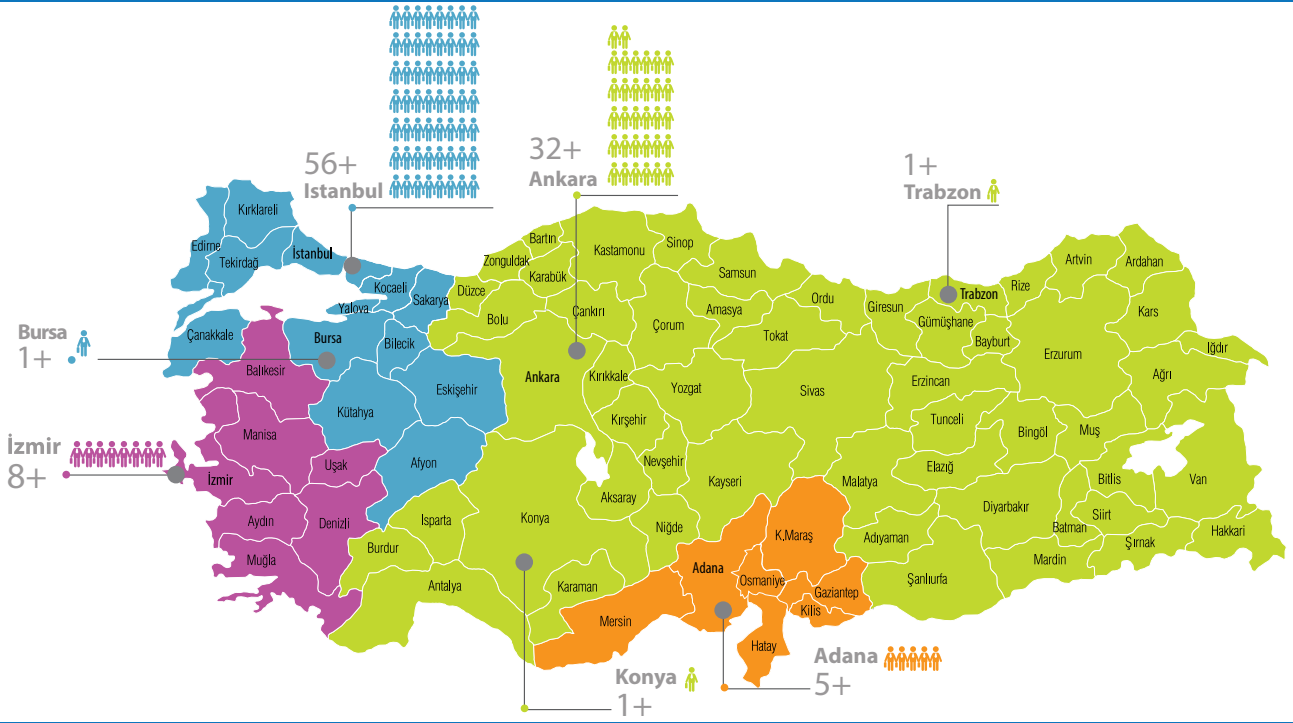 56+
Istanbul
32+
Ankara
1+
Trabzon
Bursa
1+
İzmir
8+
Konya
1+
Adana
5+
Kırklareli
Edirne
Tekirdağ
İstanbul
Kocaeli
Sakarya
Yalova
Çanakkale
Bursa
Bilecik
Balıkesir
Eskişehir
Kütahya
Manisa
Uşak
Afyon
İzmir
Aydın
Denizli
Muğla
Bartın
Zonguldak
Karabük
Kastamonu
Sinop
Düzce
Bolu
Çankırı
Samsun
Çorum
Amasya
Ordu
Tokat
Giresun
Trabzon
Gümüşhane
Bayburt
Rize
Artvin
Ardahan
Kars
Iğdır
Ağrı
Erzurum
Ankara
Kırıkkale
Yozgat
Sivas
Erzincan
Tunceli
Kırşehir
Bingöl
Muş
Nevşehir
Kayseri
Malatya
Elazığ
Bitlis
Van
Aksaray
Diyarbakır
Siirt
Batman
Hakkari
Isparta
Konya
Niğde
K,Maraş
Adıyaman
Şırnak
Mardin
Burdur
Antalya
Karaman
Adana
Osmaniye
Gaziantep
Şanlıurfa
Kilis
Mersin
Hatay